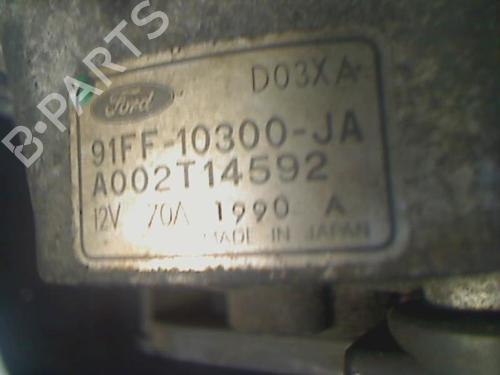 B-PARTS
Ford D03XA
91FF-10300-JA
A002T14592
12V 70A 1990 A
MADE IN JAPAN